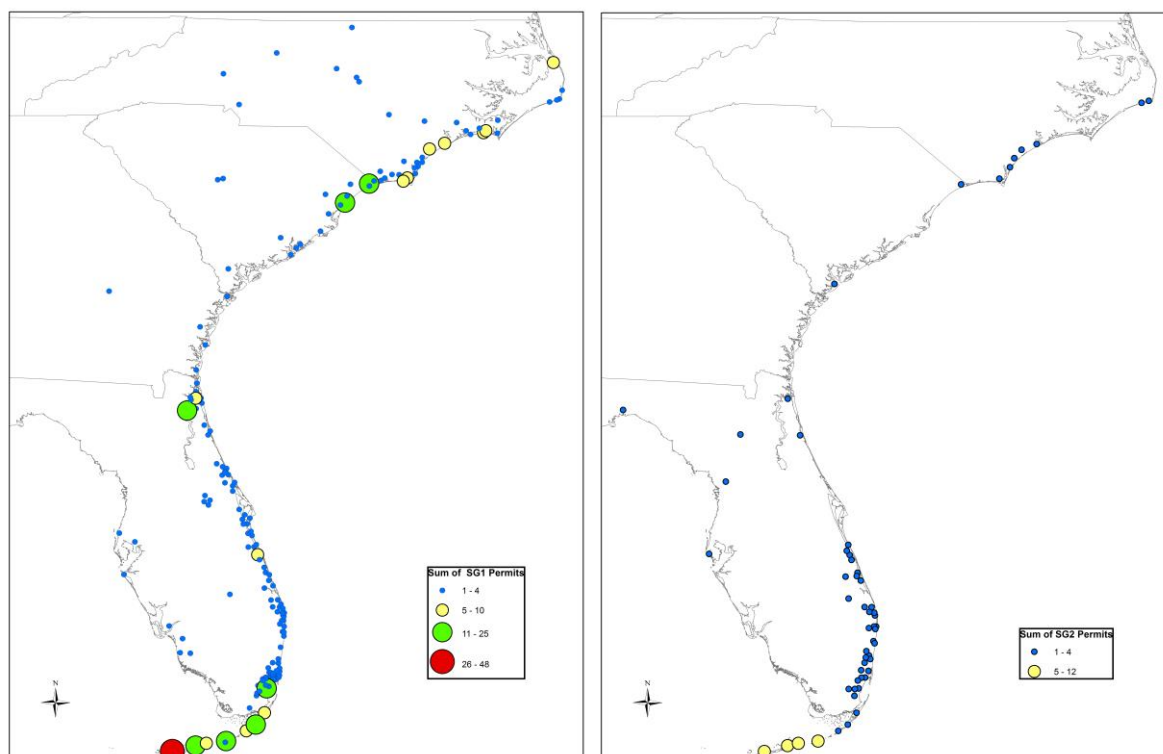 Sum of SG1 Permits
1 - 4
5 - 10
11 - 25
26 - 48
N
Sum of SG2 Permits
1 - 4
5 - 12
N